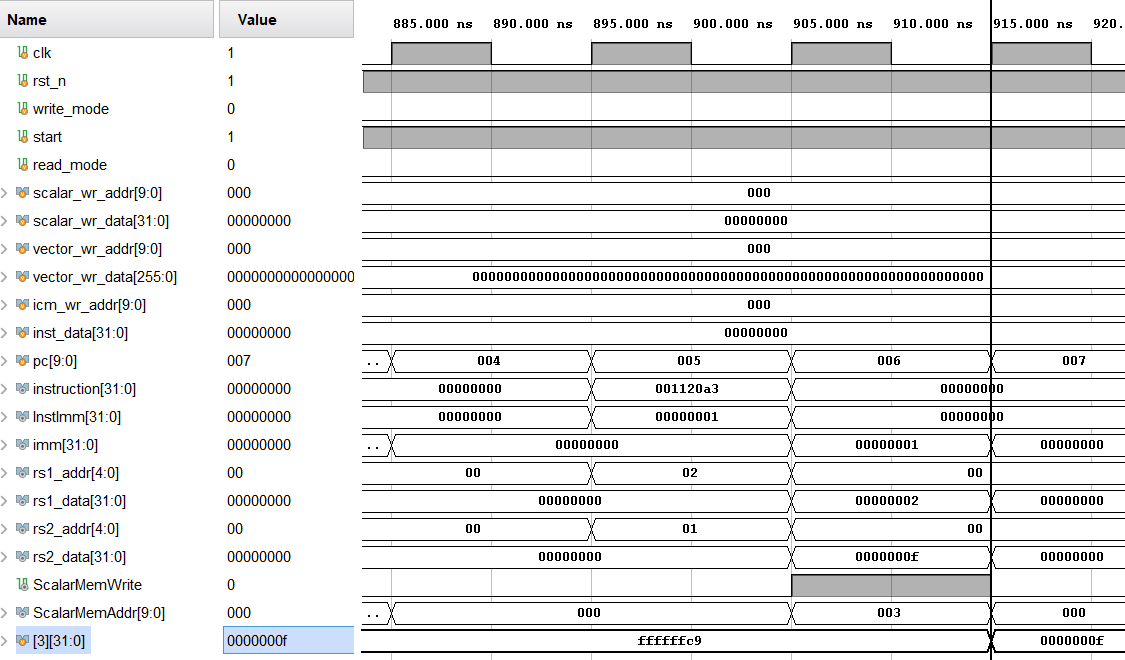 Name Value 885.000 ns 890.000 ns 895.000 ns 900.000 ns 905.000 ns 910.000 ns 915.000 ns 920.
clk 1
rst_n 1
write_mode 0
start 1
read_mode 0
scalar_wr_addr[9:0] 000 000
scalar_wr_data[31:0] 00000000 00000000
vector_wr_addr[9:0] 000 000
vector_wr_data[255:0] 0000000000000000 0000000000000000000000000000000000000000000000000000000000000000
icm_wr_addr[9:0] 000 000
inst_data[31:0] 00000000 00000000
pc[9:0] 007 .. 004 005 006 007
instruction[31:0] 00000000 00000000 001120a3 00000000
InstImm[31:0] 00000000 00000000 00000001 00000000
imm[31:0] 00000000 .. 00000000 00000001 00000000
rs1_addr[4:0] 00 00 02 00
rs1_data[31:0] 00000000 00000000 00000002 00000000
rs2_addr[4:0] 00 00 01 00
rs2_data[31:0] 00000000 00000000 0000000f 00000000
ScalarMemWrite 0
ScalarMemAddr[9:0] 000 .. 000 003 000
[3][31:0] 0000000f ffffffc9 0000000f